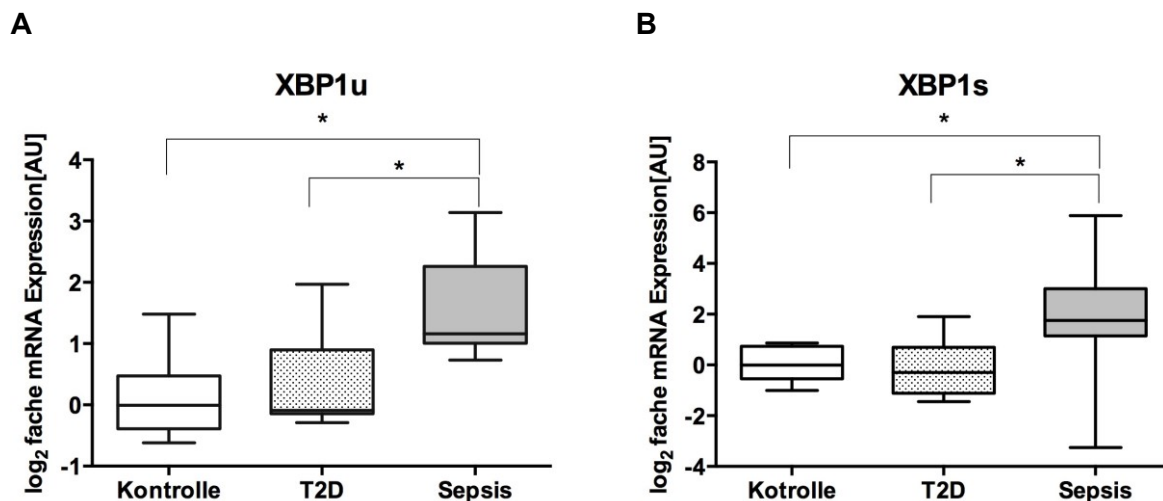 A
XBP1u
*
*
log₂ fache mRNA Expression[AU]
4
3
2
1
0
-1
Kontrolle T2D Sepsis
B
XBP1s
*
*
log₂ fache mRNA Expression[AU]
8
6
4
2
0
-2
-4
Kotrolle T2D Sepsis